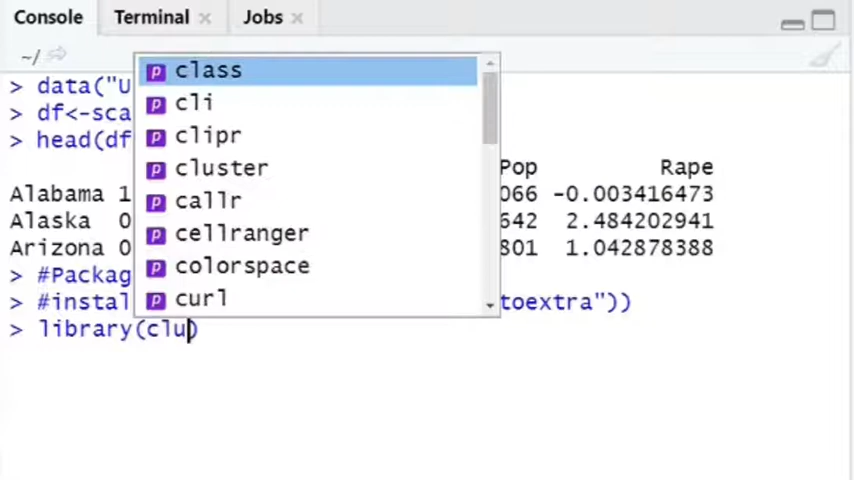 Console Terminal Jobs
~/
> data("U
> df<-sca
> head(df
Pop Rape
Alabama 1 066 -0.003416473
Alaska 0 642 2.484202941
Arizona 0 801 1.042878388
> #Packag
> #instal toextra"))
> library(clu)
class
cli
clipr
cluster
callr
cellranger
colorspace
curl